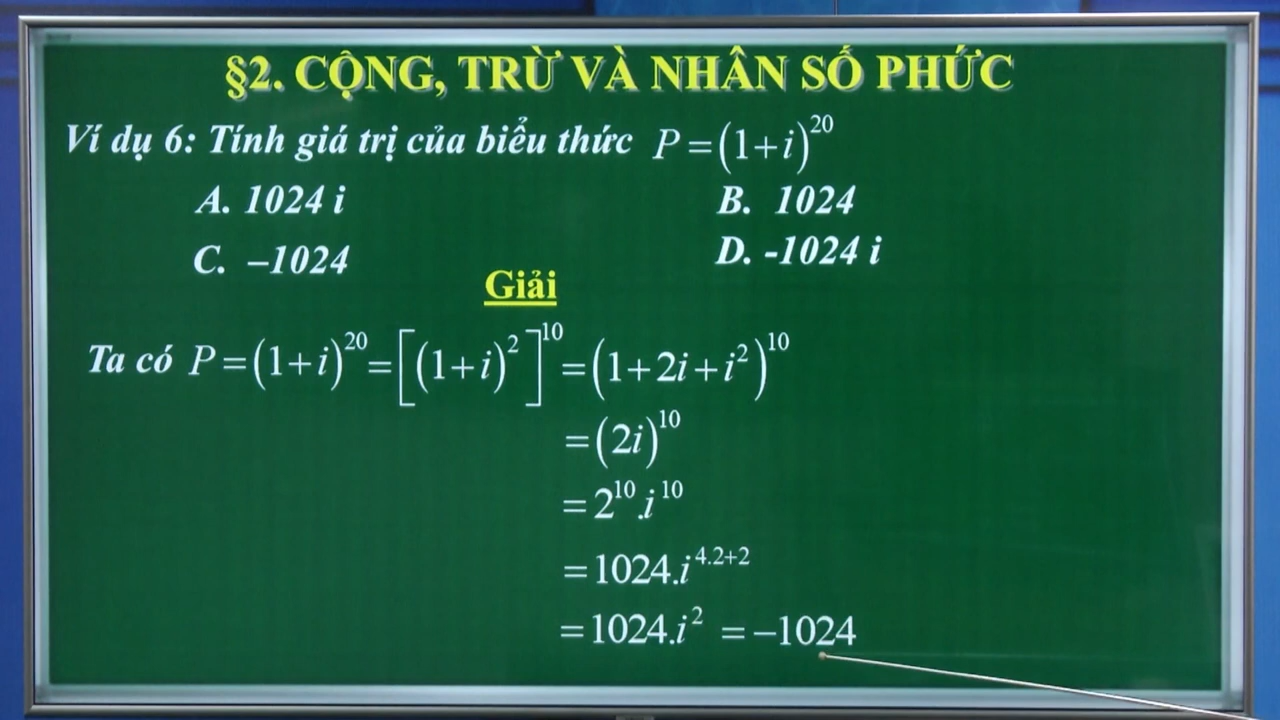 §2. CỘNG, TRỪ VÀ NHÂN SỐ PHỨC
Ví dụ 6: Tính giá trị của biểu thức P=(1+i)^20
A. 1024 i B. 1024
C. –1024 D. -1024 i
Giải
Ta có P=(1+i)^20=[(1+i)^2]^10=(1+2i+i^2)^10
=(2i)^10
=2^10.i^10
=1024.i^4.2+2
=1024.i^2 =–1024